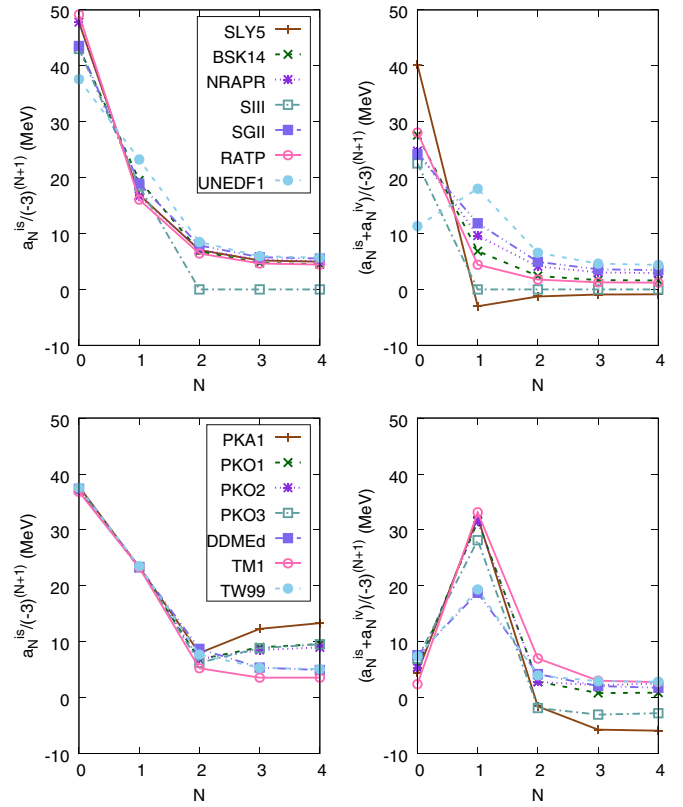 50
40
30
20
10
0
-10
0 1 2 3 4
N
a_N^is/(-3)^(N+1) (MeV)
SLY5
BSK14
NRAPR
SIII
SGII
RATP
UNEDF1
50
40
30
20
10
0
-10
0 1 2 3 4
N
(a_N^is+a_N^iv)/(-3)^(N+1) (MeV)
50
40
30
20
10
0
-10
0 1 2 3 4
N
a_N^is/(-3)^(N+1) (MeV)
PKA1
PKO1
PKO2
PKO3
DDMEd
TM1
TW99
50
40
30
20
10
0
-10
0 1 2 3 4
N
(a_N^is+a_N^iv)/(-3)^(N+1) (MeV)